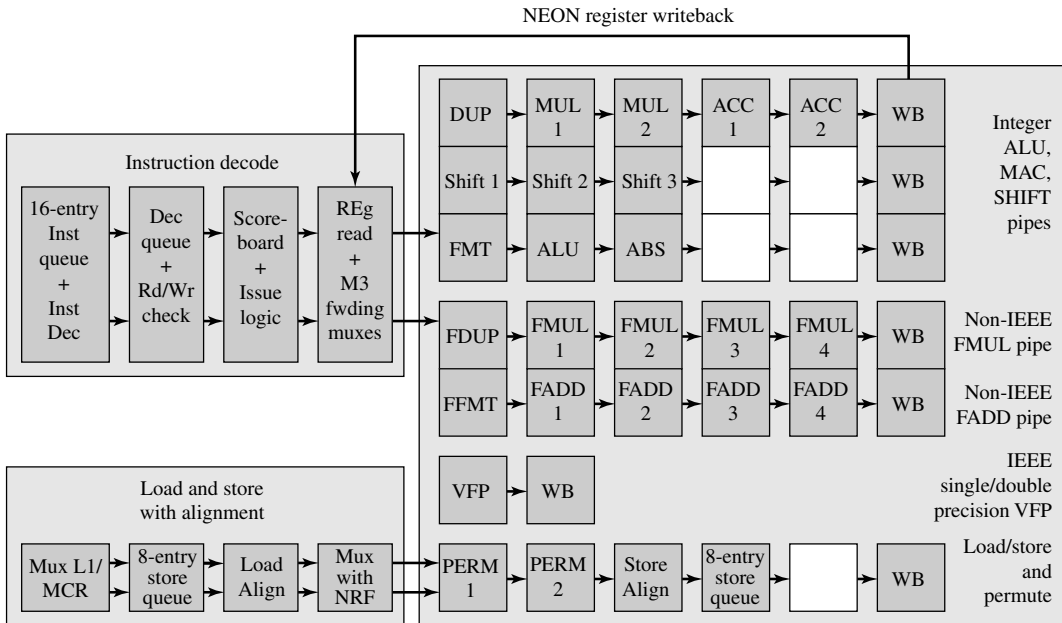 NEON register writeback
Instruction decode
16-entry
Inst
queue
+
Inst
Dec
Dec
queue
+
Rd/Wr
check
Score-
board
+
Issue
logic
REg
read
+
M3
fwding
muxes
DUP
MUL
1
MUL
2
ACC
1
ACC
2
WB
Shift 1
Shift 2
Shift 3
WB
FMT
ALU
ABS
WB
Integer
ALU,
MAC,
SHIFT
pipes
FDUP
FMUL
1
FMUL
2
FMUL
3
FMUL
4
WB
Non-IEEE
FMUL pipe
FFMT
FADD
1
FADD
2
FADD
3
FADD
4
WB
Non-IEEE
FADD pipe
VFP
WB
IEEE
single/double
precision VFP
Load and store
with alignment
Mux L1/
MCR
8-entry
store
queue
Load
Align
Mux
with
NRF
PERM
1
PERM
2
Store
Align
8-entry
store
queue
WB
Load/store
and
permute